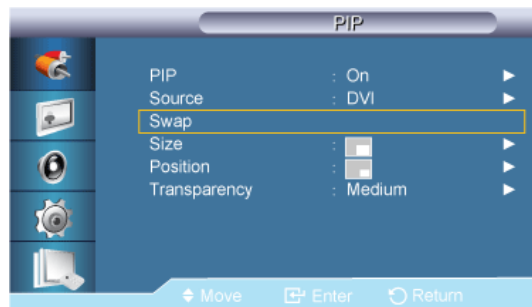 PIP
PIP : On
Source : DVI
Swap
Size :
Position :
Transparency : Medium
Move Enter Return